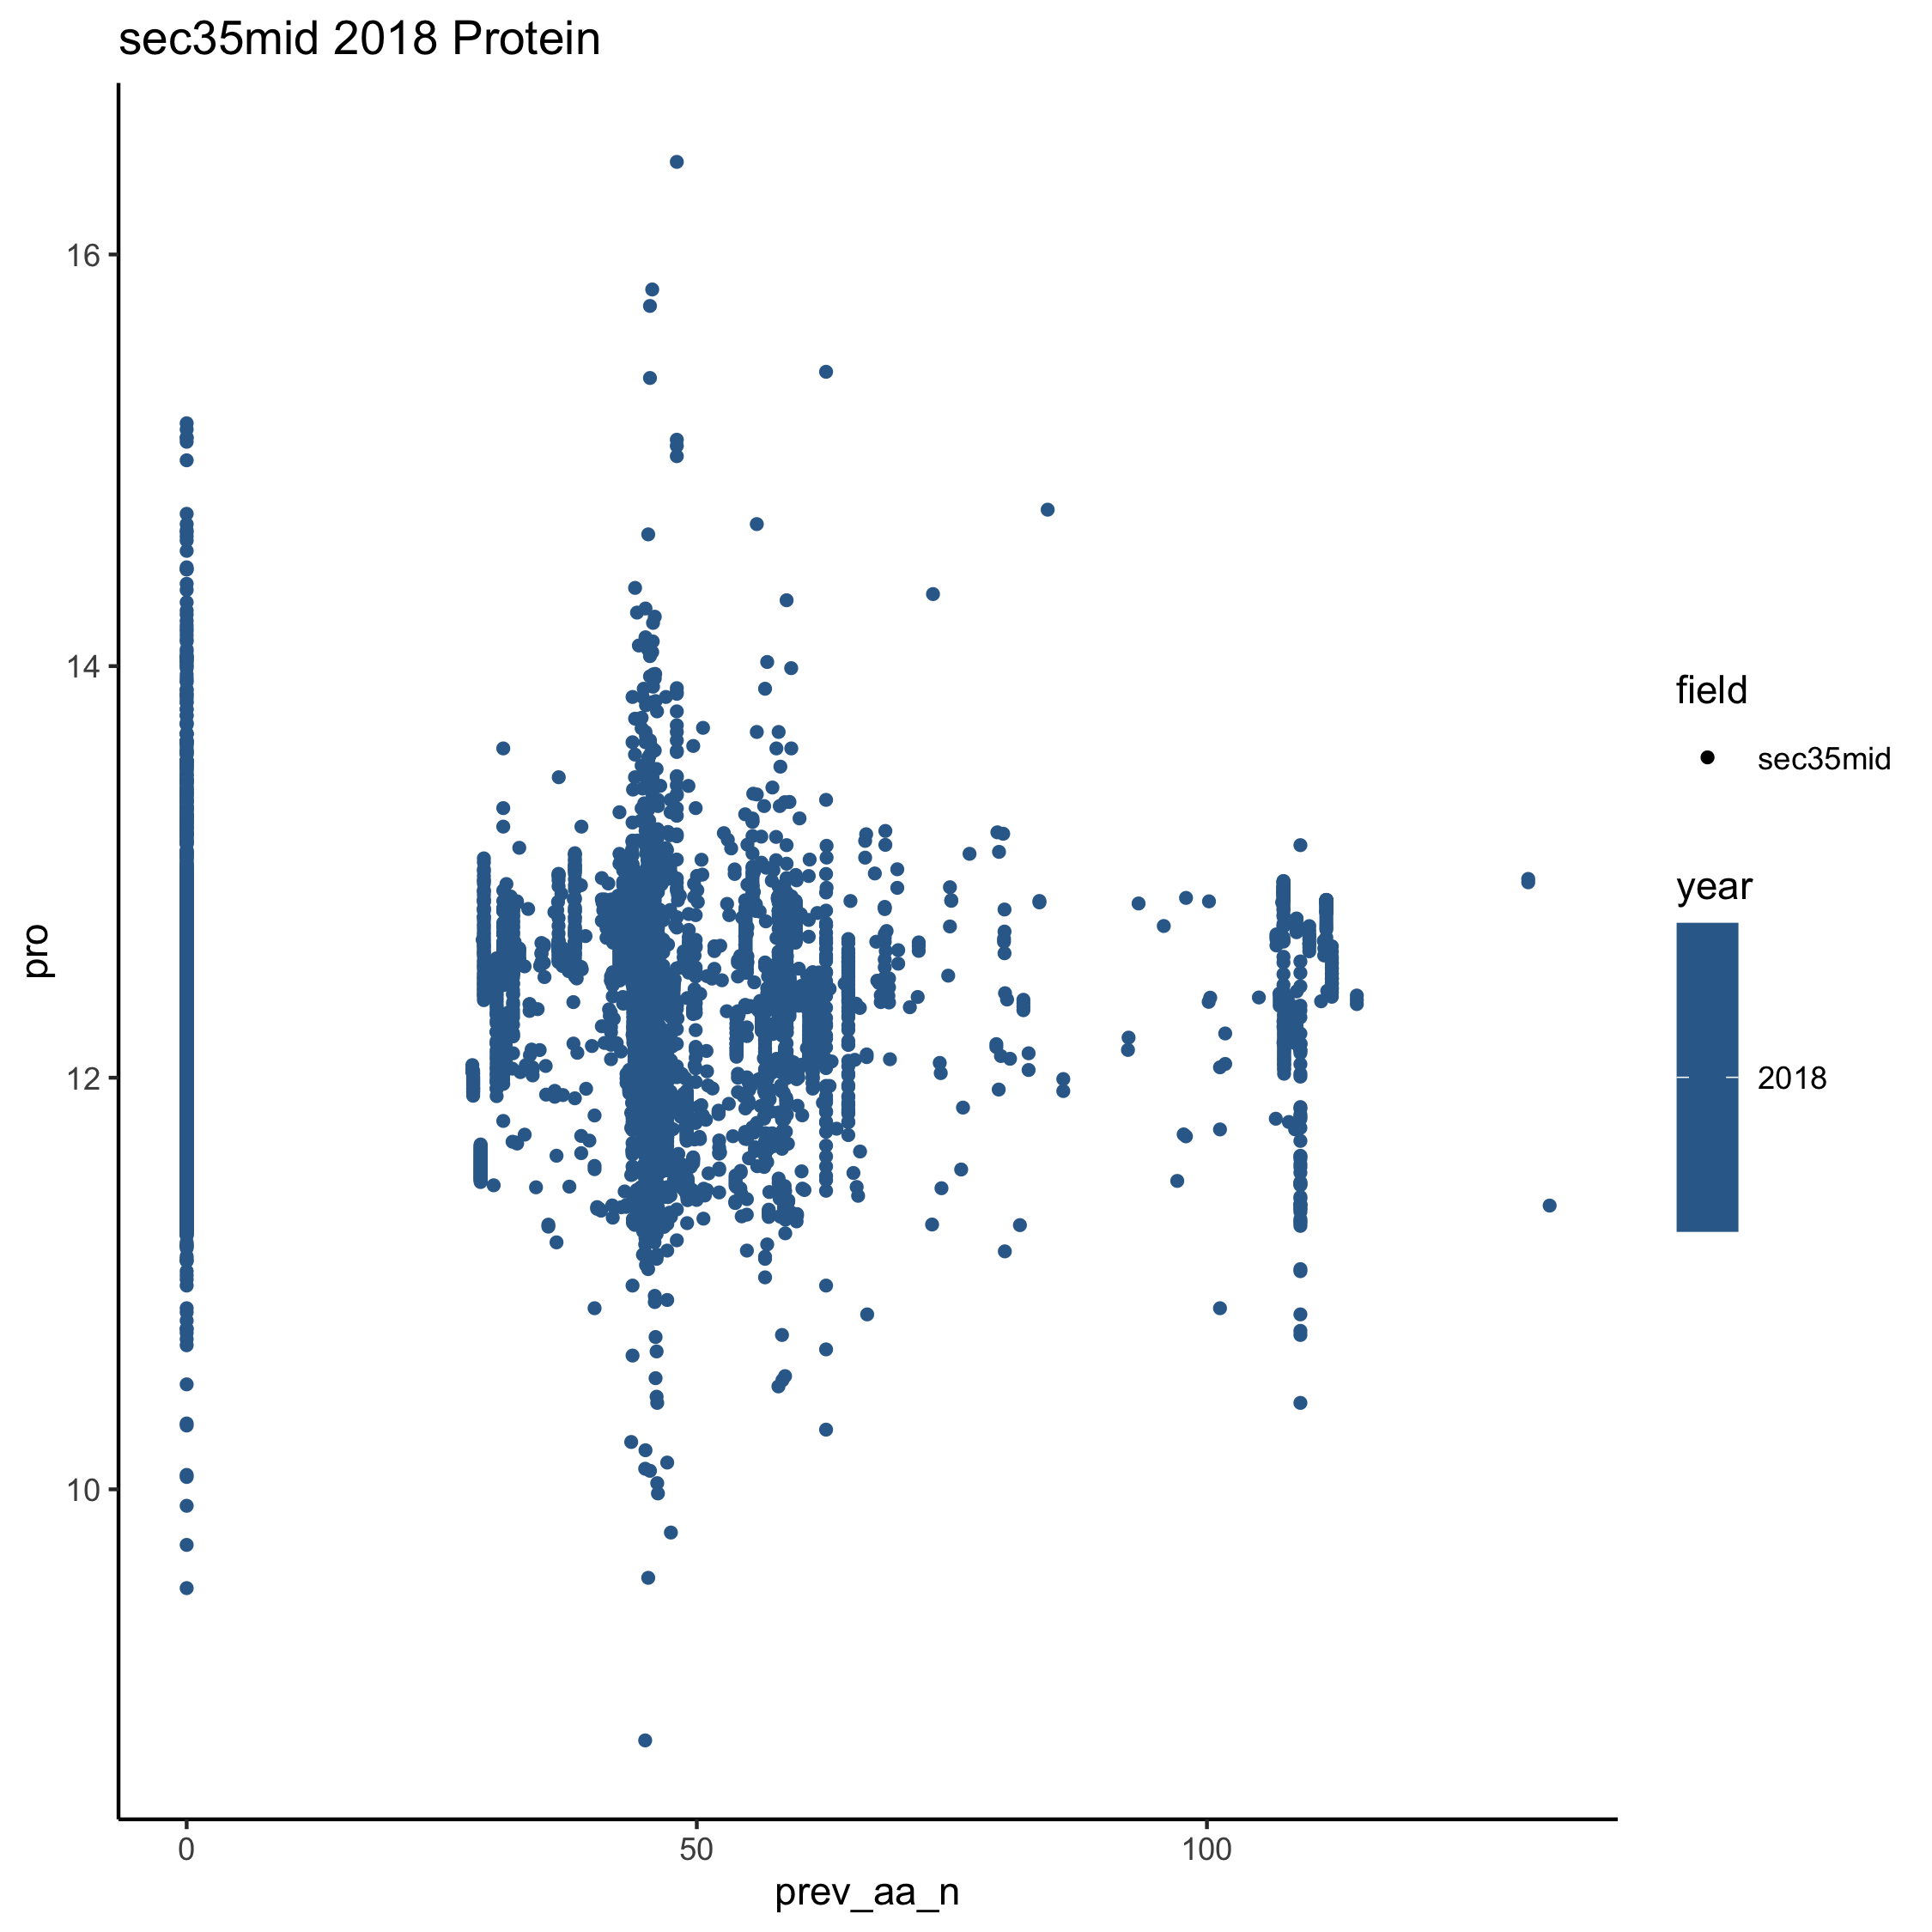 sec35mid 2018 Protein
pro
16
14
12
10
0
50
100
prev_aa_n
field
sec35mid
year
2018